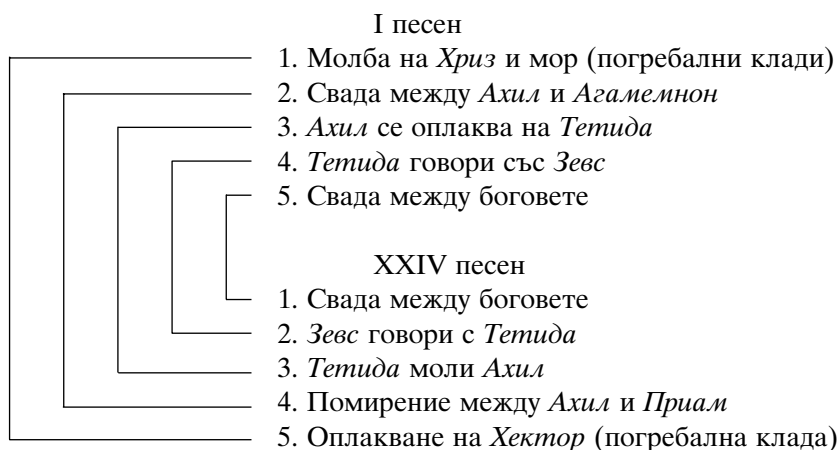 I песен
1. Молба на Хриз и мор (погребални клади)
2. Свада между Ахил и Агамемнон
3. Ахил се оплаква на Тетида
4. Тетида говори със Зевс
5. Свада между боговете
XXIV песен
1. Свада между боговете
2. Зевс говори с Тетида
3. Тетида моли Ахил
4. Помирение между Ахил и Приам
5. Оплакване на Хектор (погребална клада)